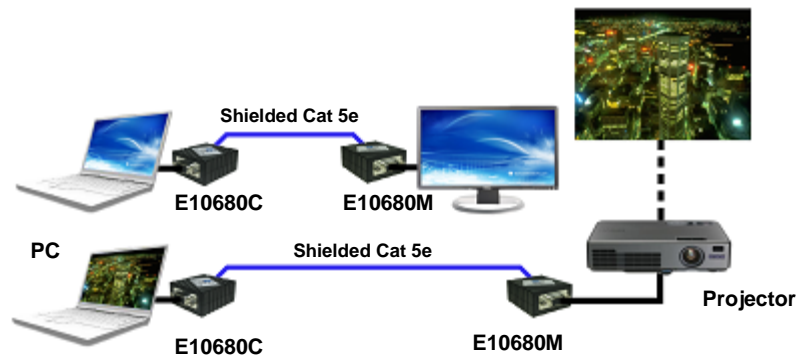 Shielded Cat 5e
E10680C
E10680M
PC
Shielded Cat 5e
Projector
E10680C
E10680M